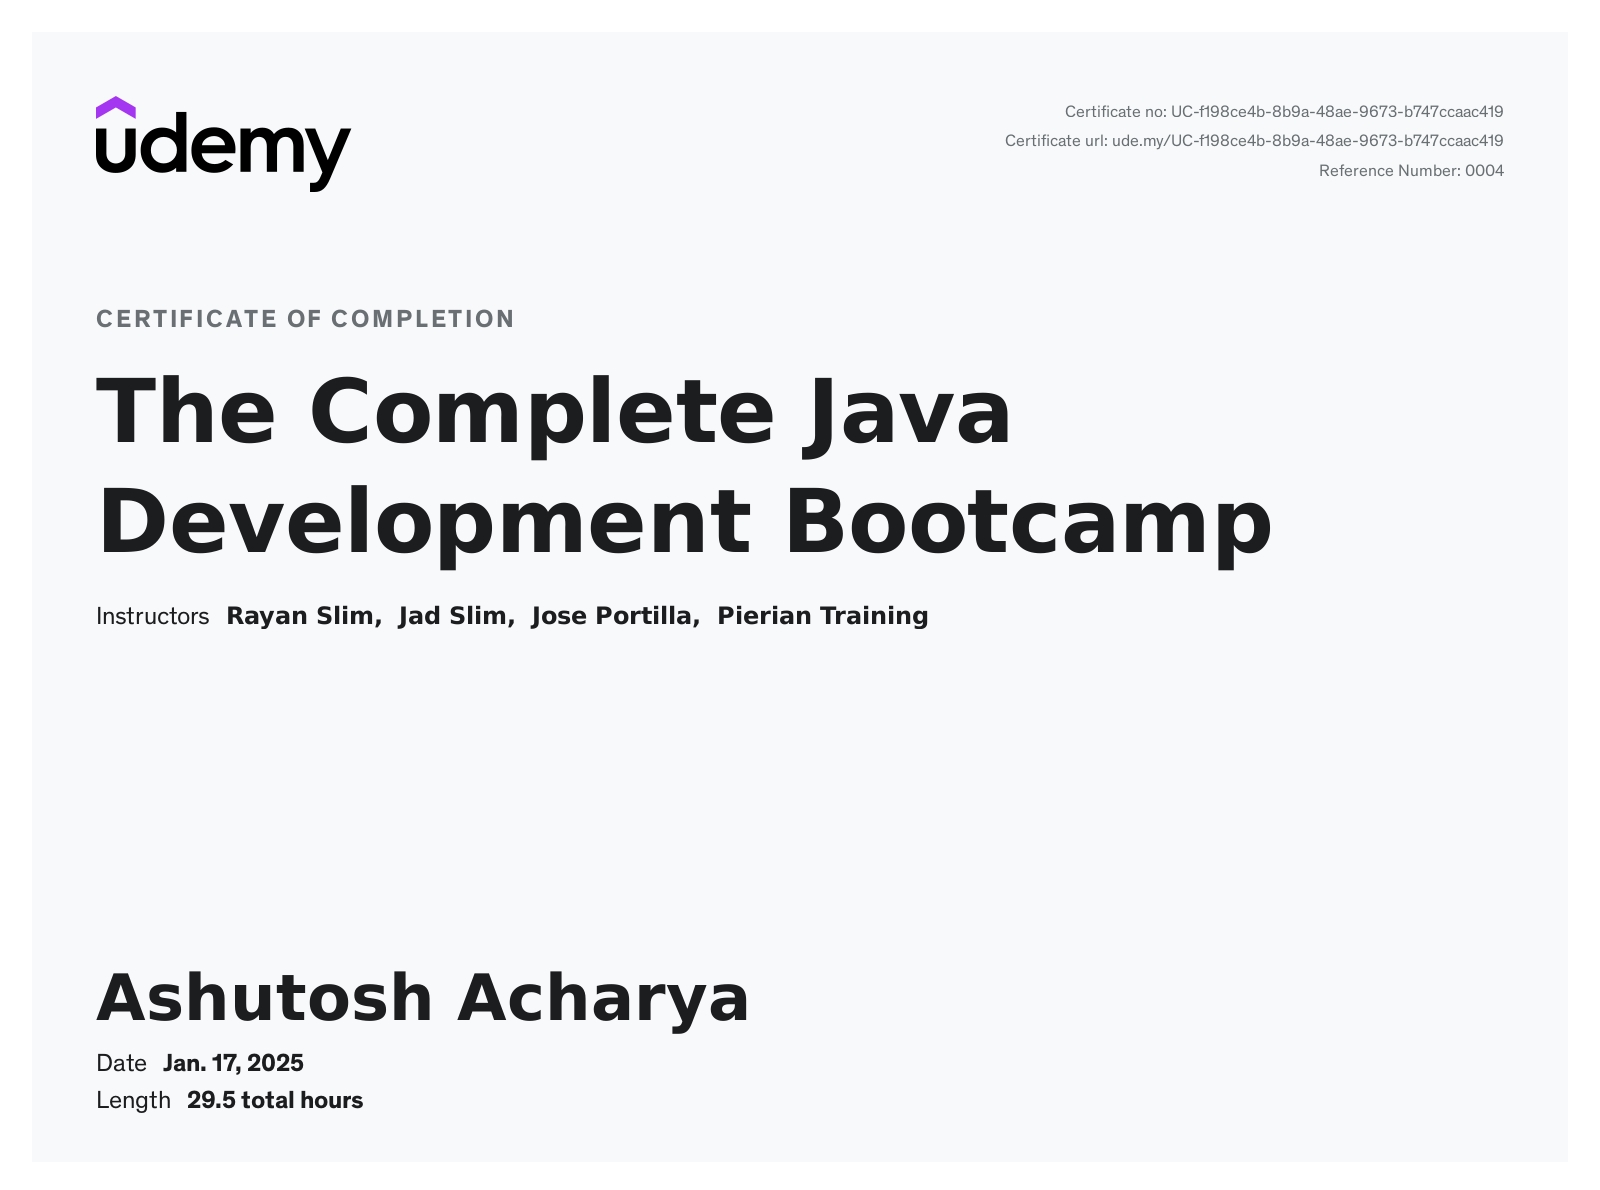 udemy
Certificate no: UC-f198ce4b-8b9a-48ae-9673-b747ccaac419
Certificate url: ude.my/UC-f198ce4b-8b9a-48ae-9673-b747ccaac419
Reference Number: 0004
CERTIFICATE OF COMPLETION
The Complete Java
Development Bootcamp
Instructors Rayan Slim, Jad Slim, Jose Portilla, Pierian Training
Ashutosh Acharya
Date Jan. 17, 2025
Length 29.5 total hours